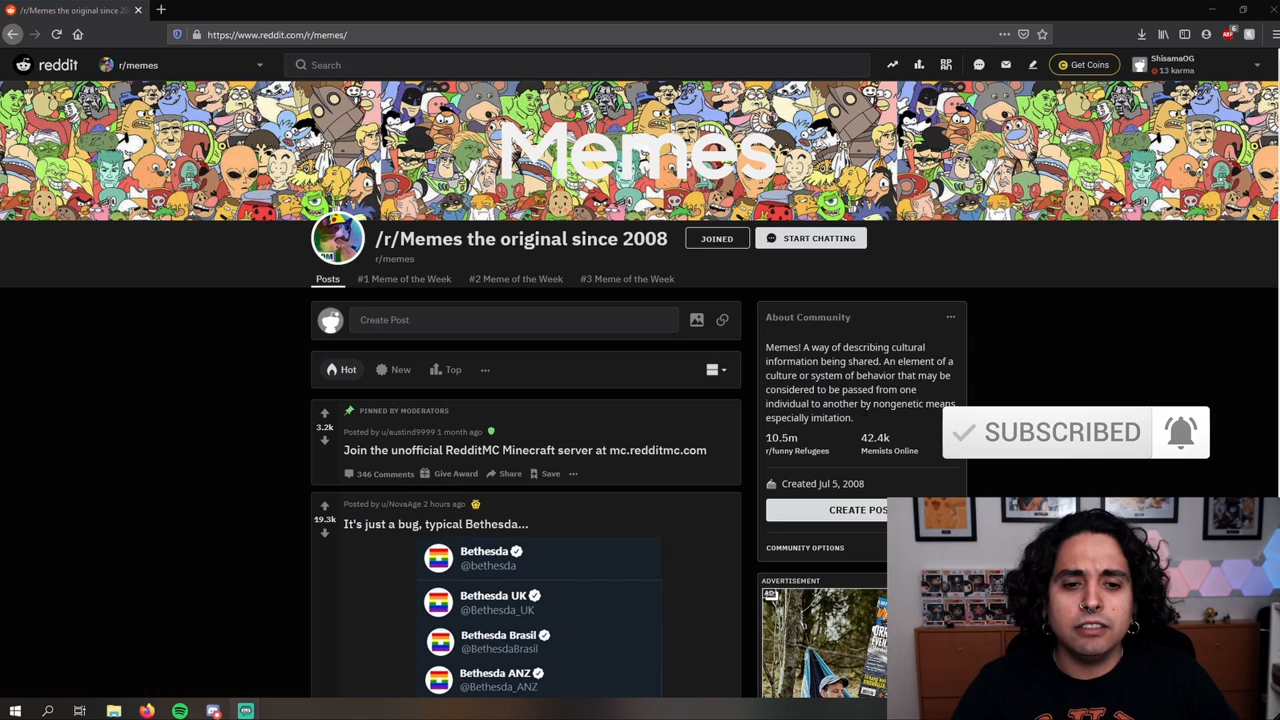 /r/Memes the original since 20
https://www.reddit.com/r/memes/
6
reddit
r/memes
Search
Get Coins
ShisamaOG
13 karma
Memes
/r/Memes the original since 2008
JOINED
START CHATTING
r/memes
Posts
#1 Meme of the Week
#2 Meme of the Week
#3 Meme of the Week
Create Post
Hot
New
Top
PINNED BY MODERATORS
3.2k
Posted by u/austind9999 1 month ago
Join the unofficial RedditMC Minecraft server at mc.redditmc.com
346 Comments
Give Award
Share
Save
Posted by u/NovaAge 2 hours ago
19.3k
It's just a bug, typical Bethesda...
Bethesda
@bethesda
Bethesda UK
@Bethesda_UK
Bethesda Brasil
@BethesdaBrasil
Bethesda ANZ
@Bethesda_ANZ
About Community
Memes! A way of describing cultural
information being shared. An element of a
culture or system of behavior that may be
considered to be passed from one
individual to another by nongenetic means,
especially imitation.
10.5m
r/funny Refugees
42.4k
Memists Online
Created Jul 5, 2008
CREATE POS
COMMUNITY OPTIONS
ADVERTISEMENT
AD
SUBSCRIBED